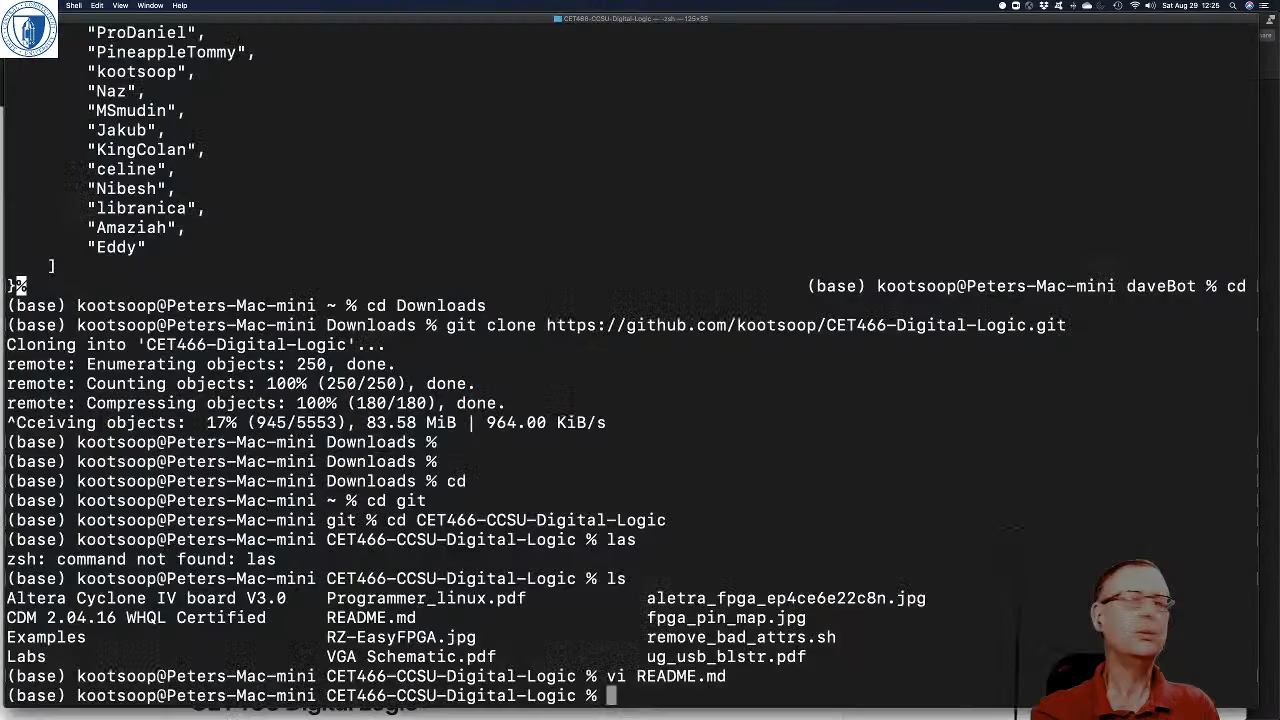 Shell Edit View Window Help
Sat Aug 29 12:25
CET466-CCSU-Digital-Logic — -zsh — 125×35
"ProDaniel",
"PineappleTommy",
"kootsoop",
"Naz",
"MSmudin",
"Jakub",
"KingColan",
"celine",
"Nibesh",
"libranica",
"Amaziah",
"Eddy"
]
}% (base) kootsoop@Peters-Mac-mini daveBot % cd
(base) kootsoop@Peters-Mac-mini ~ % cd Downloads
(base) kootsoop@Peters-Mac-mini Downloads % git clone https://github.com/kootsoop/CET466-Digital-Logic.git
Cloning into 'CET466-Digital-Logic'...
remote: Enumerating objects: 250, done.
remote: Counting objects: 100% (250/250), done.
remote: Compressing objects: 100% (180/180), done.
^Cceiving objects:  17% (945/5553), 83.58 MiB | 964.00 KiB/s
(base) kootsoop@Peters-Mac-mini Downloads %
(base) kootsoop@Peters-Mac-mini Downloads %
(base) kootsoop@Peters-Mac-mini Downloads % cd
(base) kootsoop@Peters-Mac-mini ~ % cd git
(base) kootsoop@Peters-Mac-mini git % cd CET466-CCSU-Digital-Logic
(base) kootsoop@Peters-Mac-mini CET466-CCSU-Digital-Logic % las
zsh: command not found: las
(base) kootsoop@Peters-Mac-mini CET466-CCSU-Digital-Logic % ls
Altera Cyclone IV board V3.0 Programmer_linux.pdf aletra_fpga_ep4ce6e22c8n.jpg
CDM 2.04.16 WHQL Certified README.md fpga_pin_map.jpg
Examples RZ-EasyFPGA.jpg remove_bad_attrs.sh
Labs VGA Schematic.pdf ug_usb_blstr.pdf
(base) kootsoop@Peters-Mac-mini CET466-CCSU-Digital-Logic % vi README.md
(base) kootsoop@Peters-Mac-mini CET466-CCSU-Digital-Logic %